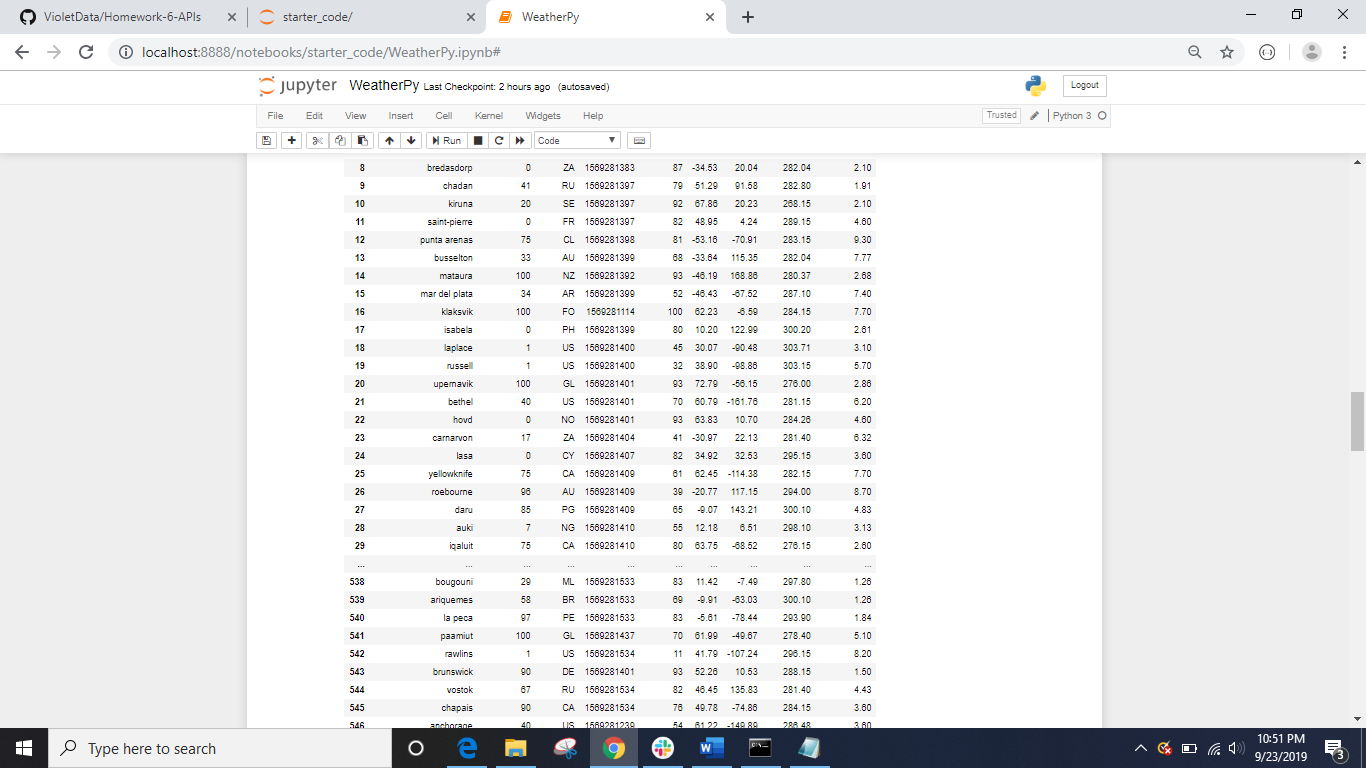 VioletData/Homework-6-APIs
starter_code/
WeatherPy
localhost:8888/notebooks/starter_code/WeatherPy.ipynb#
jupyter WeatherPy Last Checkpoint: 2 hours ago (autosaved)
Logout
File Edit View Insert Cell Kernel Widgets Help
Trusted Python 3
Run Code
8 bredasdorp 0 ZA 1569281383 87 -34.53 20.04 282.04 2.10
9 chadan 41 RU 1569281397 79 51.29 91.58 282.80 1.91
10 kiruna 20 SE 1569281397 92 67.86 20.23 268.15 2.10
11 saint-pierre 0 FR 1569281397 82 48.95 4.24 289.15 4.60
12 punta arenas 75 CL 1569281398 81 -53.16 -70.91 283.15 9.30
13 busselton 33 AU 1569281399 68 -33.64 115.35 282.04 7.77
14 mataura 100 NZ 1569281392 93 -46.19 168.86 280.37 2.68
15 mar del plata 34 AR 1569281399 52 -46.43 -67.52 287.10 7.40
16 klaksvik 100 FO 1569281114 100 62.23 -6.59 284.15 7.70
17 isabela 0 PH 1569281399 80 10.20 122.99 300.20 2.61
18 laplace 1 US 1569281400 45 30.07 -90.48 303.71 3.10
19 russell 1 US 1569281400 32 38.90 -98.86 303.15 5.70
20 upernavik 100 GL 1569281401 93 72.79 -56.15 276.00 2.86
21 bethel 40 US 1569281401 70 60.79 -161.76 281.15 6.20
22 hovd 0 NO 1569281401 93 63.83 10.70 284.26 4.60
23 carnarvon 17 ZA 1569281404 41 -30.97 22.13 281.40 6.32
24 lasa 0 CY 1569281407 82 34.92 32.53 295.15 3.60
25 yellowknife 75 CA 1569281409 61 62.45 -114.38 282.15 7.70
26 roebourne 96 AU 1569281409 39 -20.77 117.15 294.00 8.70
27 daru 85 PG 1569281409 65 -9.07 143.21 300.10 4.83
28 auki 7 NG 1569281410 55 12.18 6.51 298.10 3.13
29 iqaluit 75 CA 1569281410 80 63.75 -68.52 276.15 2.60
... ... ... ... ... ... ... ... ... ...
538 bougouni 29 ML 1569281533 83 11.42 -7.49 297.80 1.26
539 ariquemes 58 BR 1569281533 69 -9.91 -63.03 300.10 1.26
540 la peca 97 PE 1569281533 83 -5.61 -78.44 293.90 1.84
541 paamiut 100 GL 1569281437 70 61.99 -49.67 278.40 5.10
542 rawlins 1 US 1569281534 11 41.79 -107.24 296.15 8.20
543 brunswick 90 DE 1569281401 93 52.26 10.53 288.15 1.50
544 vostok 67 RU 1569281534 82 46.45 135.83 281.40 4.43
545 chapais 90 CA 1569281534 76 49.78 -74.86 284.15 3.60
546 anchorage 40 US 1569281239 54 61.22 -149.89 286.48 3.60
Type here to search
10:51 PM
9/23/2019
3